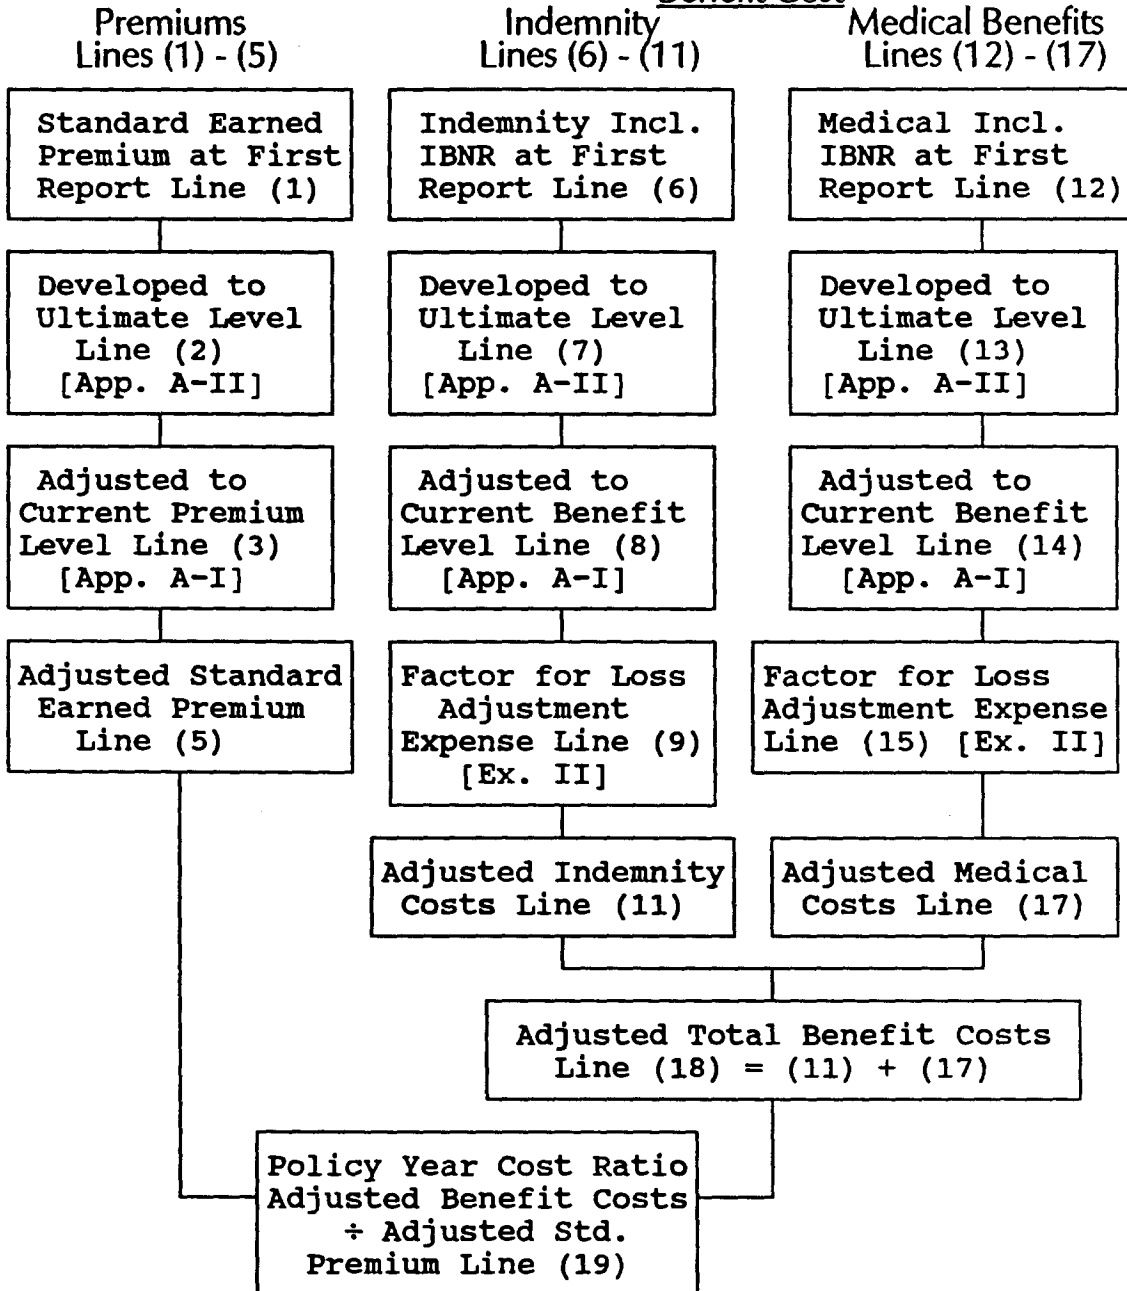 Benefit Cost
Premiums
Lines (1) - (5)
Indemnity
Lines (6) - (11)
Medical Benefits
Lines (12) - (17)
Standard Earned
Premium at First
Report Line (1)
Indemnity Incl.
IBNR at First
Report Line (6)
Medical Incl.
IBNR at First
Report Line (12)
Developed to
Ultimate Level
Line (2)
[App. A-II]
Developed to
Ultimate Level
Line (7)
[App. A-II]
Developed to
Ultimate Level
Line (13)
[App. A-II]
Adjusted to
Current Premium
Level Line (3)
[App. A-I]
Adjusted to
Current Benefit
Level Line (8)
[App. A-I]
Adjusted to
Current Benefit
Level Line (14)
[App. A-I]
Adjusted Standard
Earned Premium
Line (5)
Factor for Loss
Adjustment
Expense Line (9)
[Ex. II]
Factor for Loss
Adjustment Expense
Line (15) [Ex. II]
Adjusted Indemnity
Costs Line (11)
Adjusted Medical
Costs Line (17)
Adjusted Total Benefit Costs
Line (18) = (11) + (17)
Policy Year Cost Ratio
Adjusted Benefit Costs
÷ Adjusted Std.
Premium Line (19)